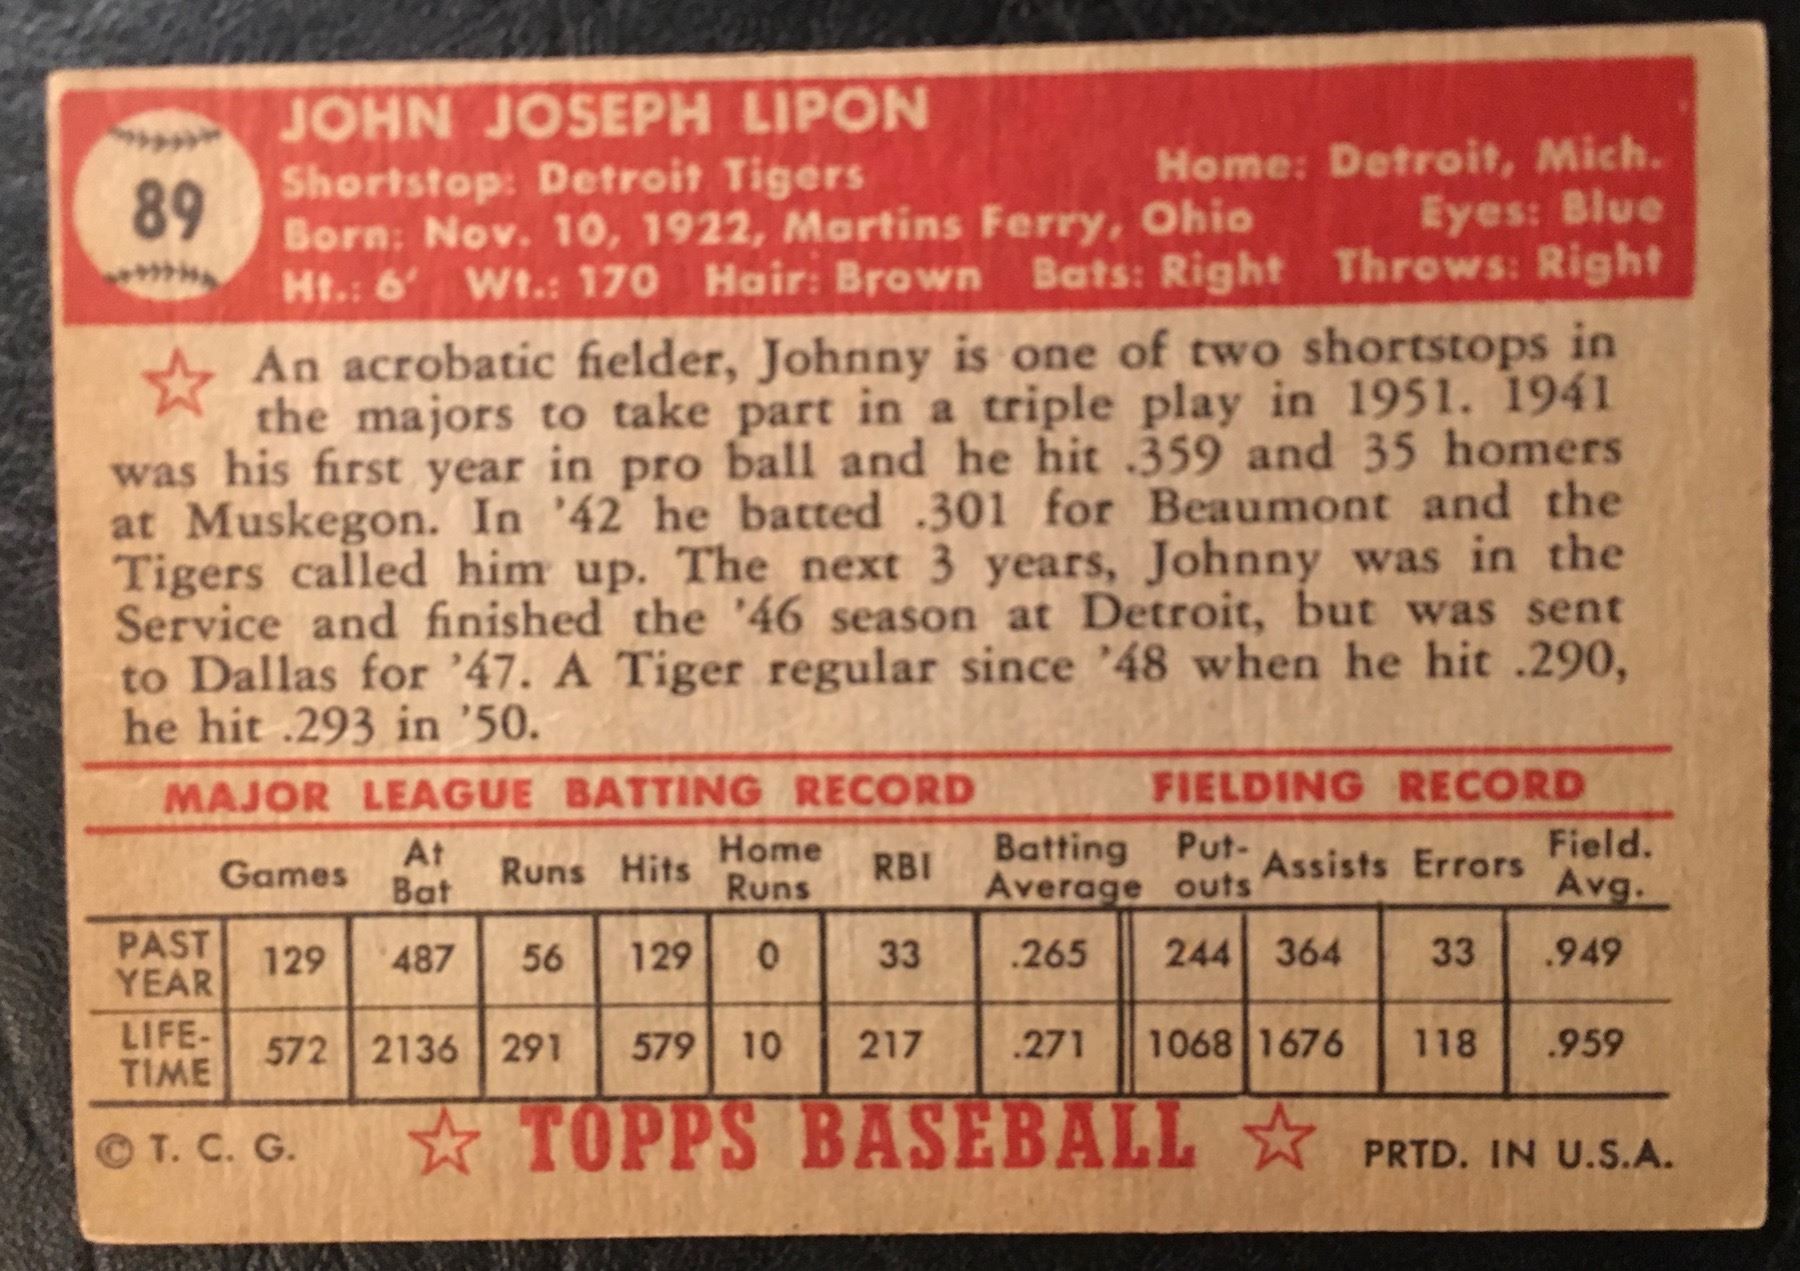 89
JOHN JOSEPH LIPON
Shortstop: Detroit Tigers Home: Detroit, Mich.
Born: Nov. 10, 1922, Martins Ferry, Ohio Eyes: Blue
Ht.: 6' Wt.: 170 Hair: Brown Bats: Right Throws: Right
An acrobatic fielder, Johnny is one of two shortstops in
the majors to take part in a triple play in 1951. 1941
was his first year in pro ball and he hit .359 and 35 homers
at Muskegon. In '42 he batted .301 for Beaumont and the
Tigers called him up. The next 3 years, Johnny was in the
Service and finished the '46 season at Detroit, but was sent
to Dallas for '47. A Tiger regular since '48 when he hit .290,
he hit .293 in '50.
MAJOR LEAGUE BATTING RECORD FIELDING RECORD
Games At Bat Runs Hits Home Runs RBI Batting Average Put-outs Assists Errors Field. Avg.
PAST YEAR 129 487 56 129 0 33 .265 244 364 33 .949
LIFE-TIME 572 2136 291 579 10 217 .271 1068 1676 118 .959
© T. C. G. TOPPS BASEBALL PRTD. IN U.S.A.